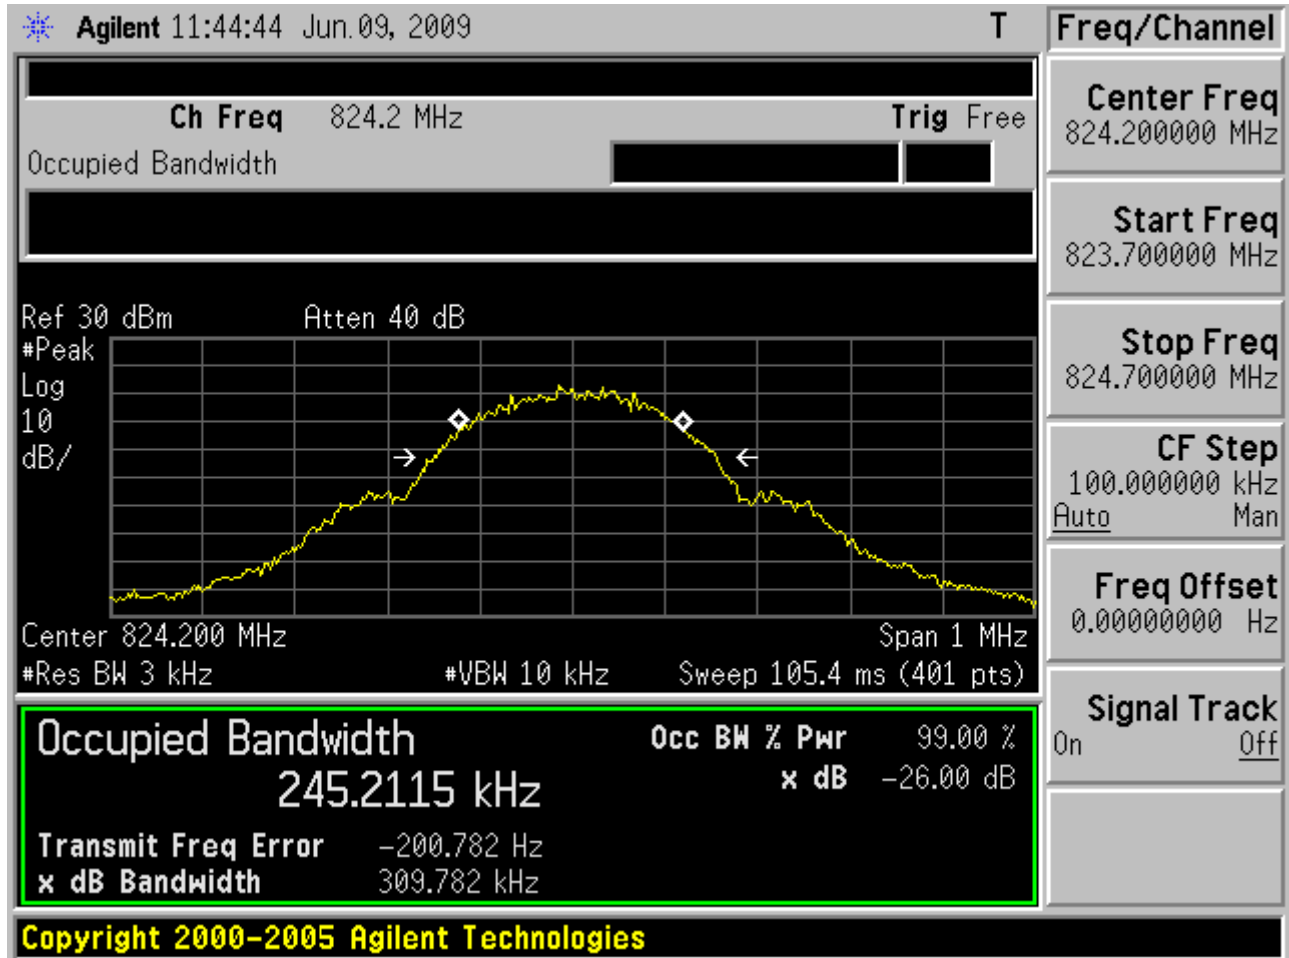 Agilent 11:44:44 Jun. 09, 2009 T
Freq/Channel
Ch Freq 824.2 MHz Trig Free
Occupied Bandwidth
Center Freq
824.200000 MHz
Start Freq
823.700000 MHz
Stop Freq
824.700000 MHz
CF Step
100.000000 kHz
Auto Man
Freq Offset
0.00000000 Hz
Signal Track
On Off
Ref 30 dBm Atten 40 dB
#Peak
Log
10
dB/
Center 824.200 MHz Span 1 MHz
#Res BW 3 kHz #VBW 10 kHz Sweep 105.4 ms (401 pts)
Occupied Bandwidth Occ BW % Pwr 99.00 %
245.2115 kHz x dB -26.00 dB
Transmit Freq Error -200.782 Hz
x dB Bandwidth 309.782 kHz
Copyright 2000-2005 Agilent Technologies